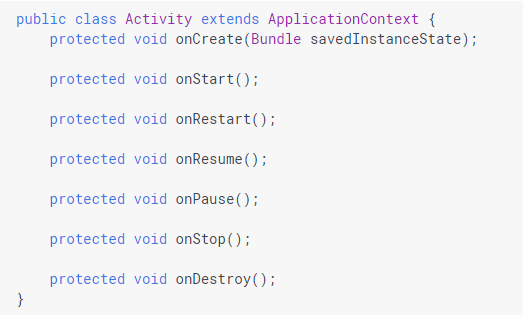 public class Activity extends ApplicationContext {
    protected void onCreate(Bundle savedInstanceState);
    protected void onStart();
    protected void onRestart();
    protected void onResume();
    protected void onPause();
    protected void onStop();
    protected void onDestroy();
}